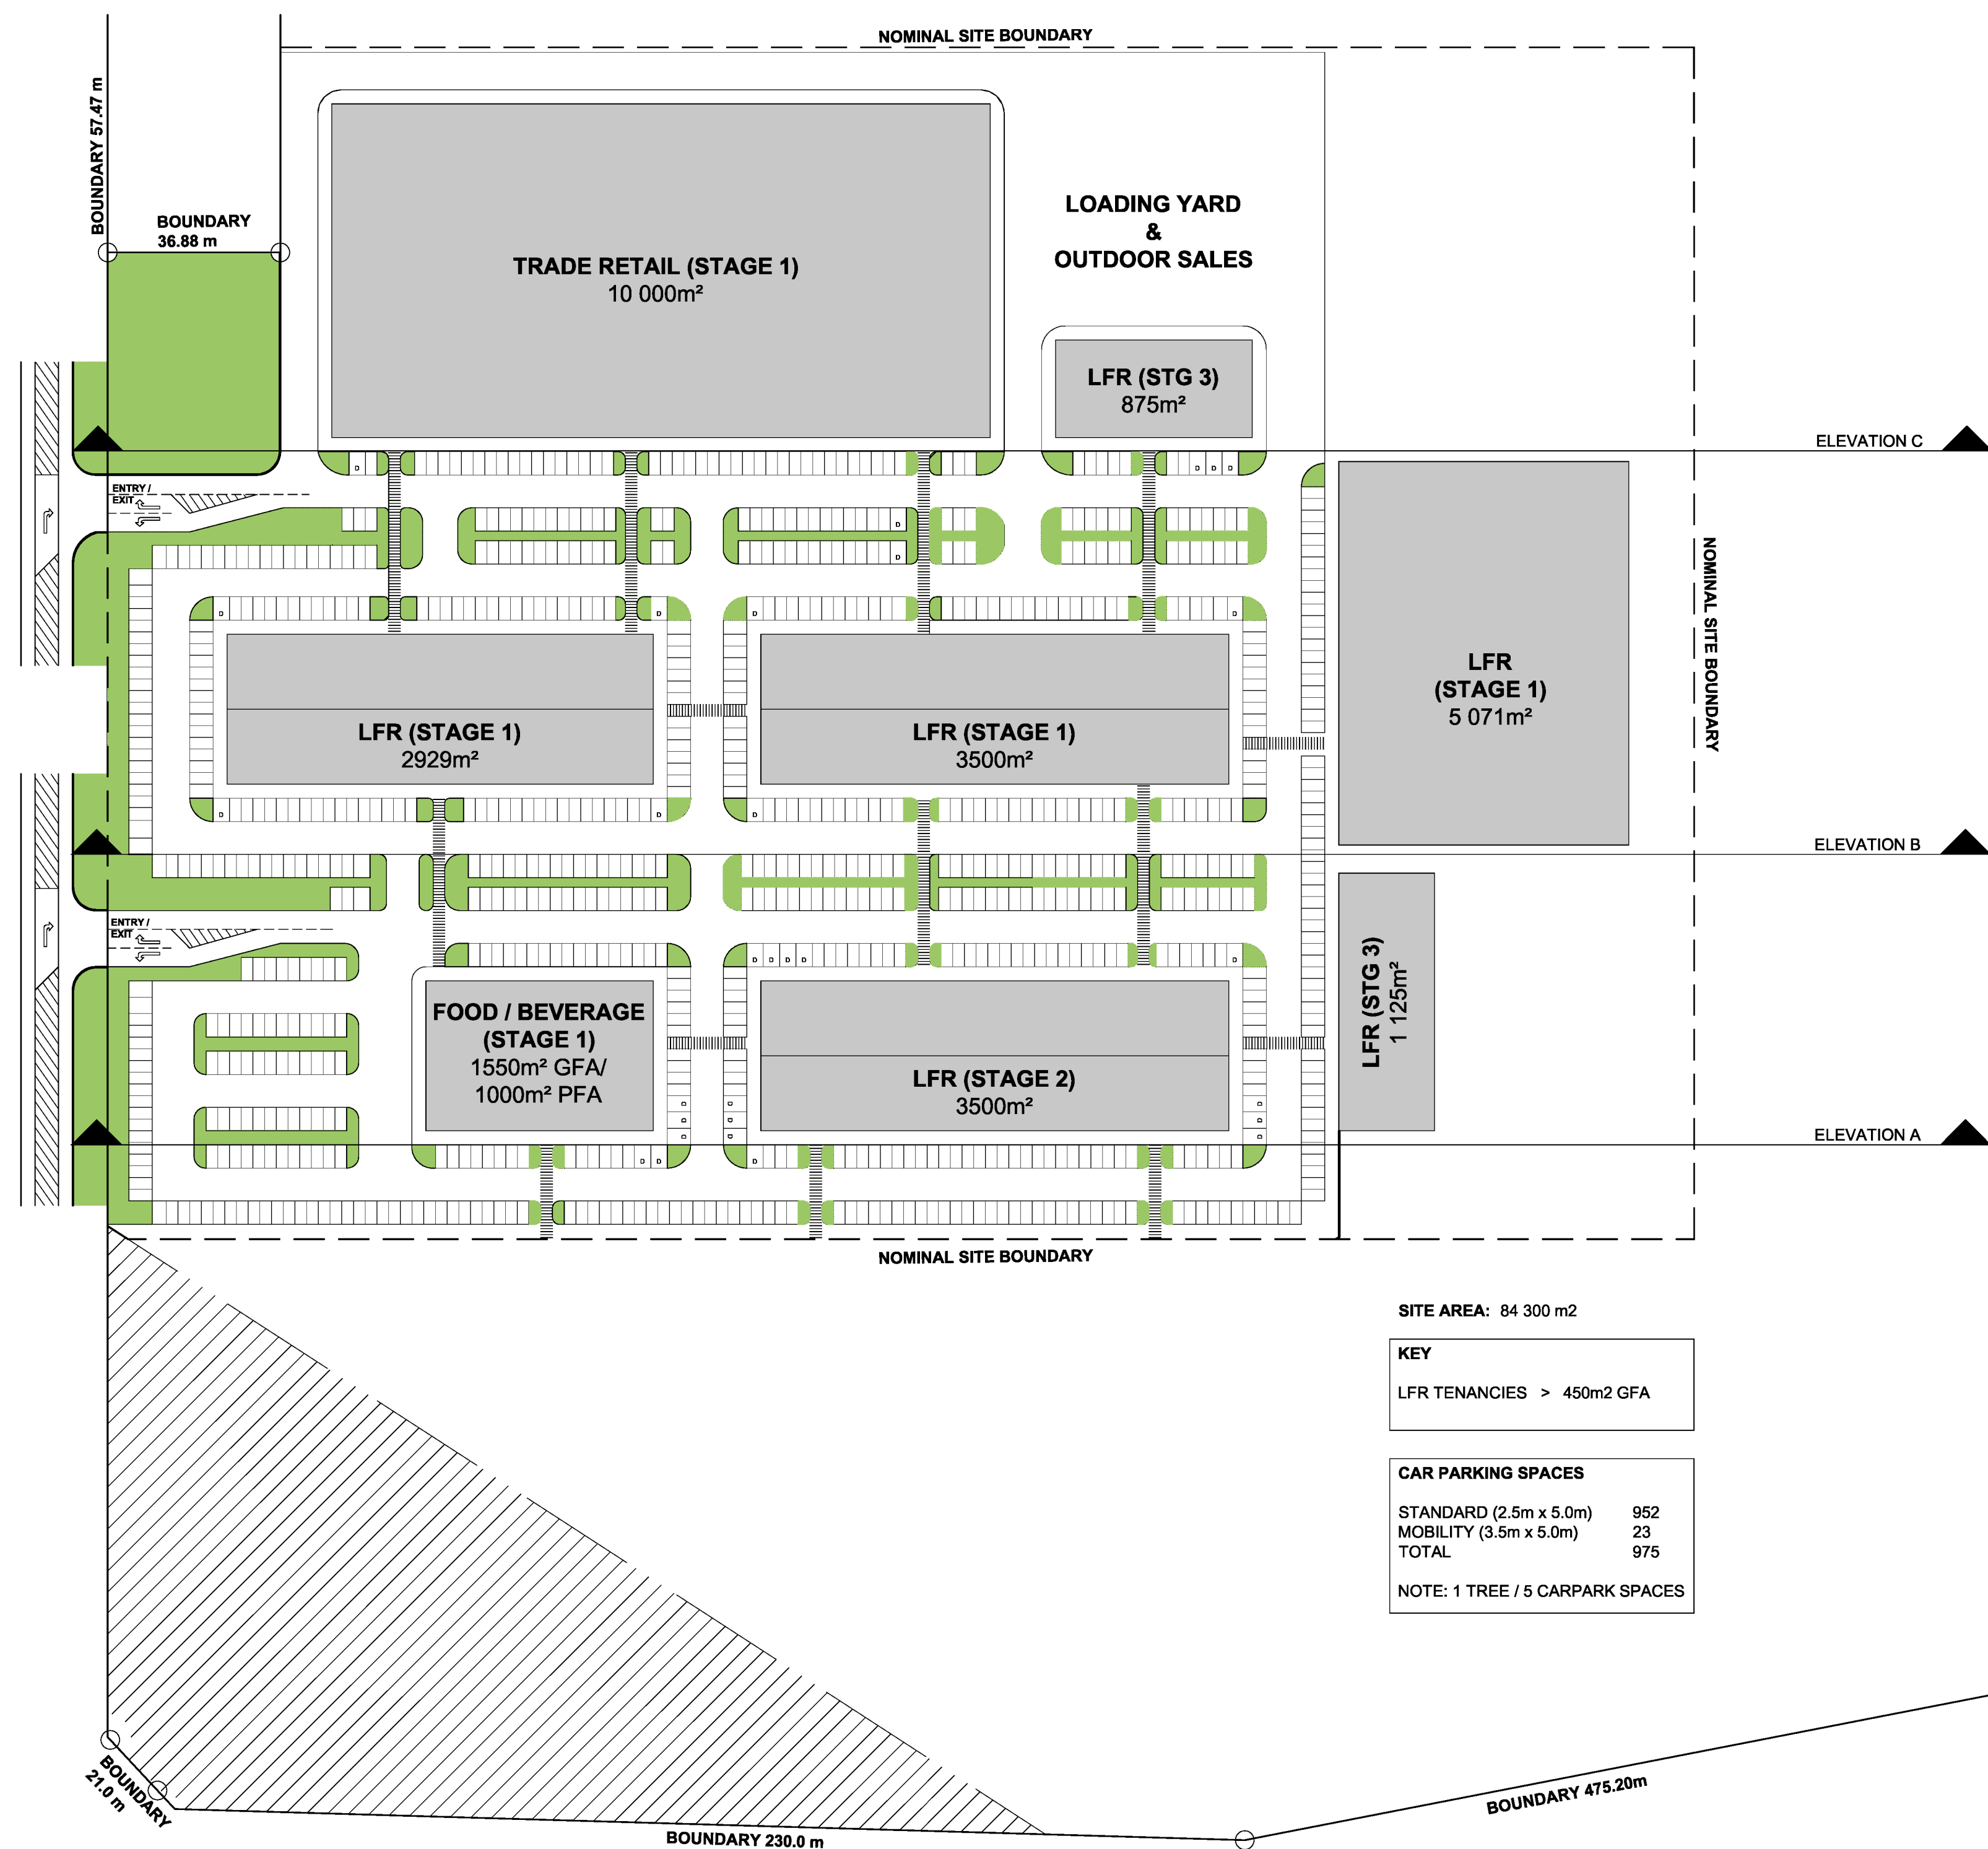 NOMINAL SITE BOUNDARY
BOUNDARY 57.47 m
BOUNDARY
36.88 m
LOADING YARD
&
OUTDOOR SALES
TRADE RETAIL (STAGE 1)
10 000m²
LFR (STG 3)
875m²
ELEVATION C
D
D D D
ENTRY /
EXIT
D
D
NOMINAL SITE BOUNDARY
D
D
D
D
LFR
(STAGE 1)
5 071m²
LFR (STAGE 1)
2929m²
LFR (STAGE 1)
3500m²
D
D
D
ELEVATION B
ENTRY /
EXIT
D D D D
D
LFR (STG 3)
1 125m²
FOOD / BEVERAGE
(STAGE 1)
1550m² GFA/
1000m² PFA
LFR (STAGE 2)
3500m²
D
D
D
D
D
D
D
D
D
ELEVATION A
D D
D
NOMINAL SITE BOUNDARY
SITE AREA: 84 300 m2
KEY
LFR TENANCIES > 450m2 GFA
CAR PARKING SPACES
STANDARD (2.5m x 5.0m) 952
MOBILITY (3.5m x 5.0m) 23
TOTAL 975
NOTE: 1 TREE / 5 CARPARK SPACES
BOUNDARY
21.0 m
BOUNDARY 230.0 m
BOUNDARY 475.20m